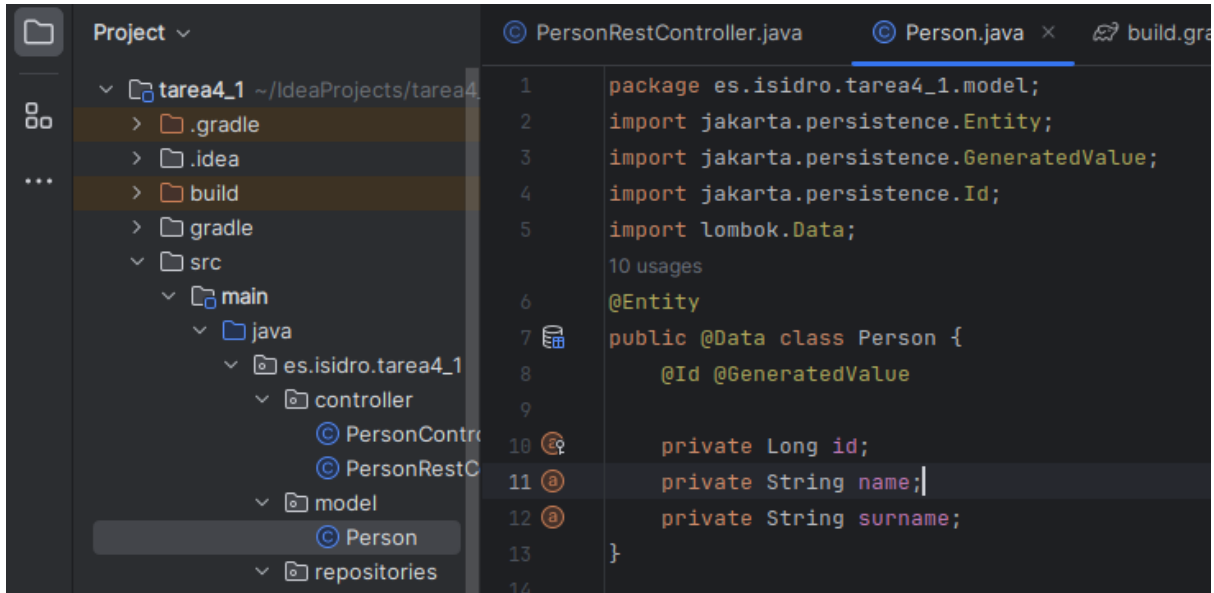 Project
tarea4_1 ~/IdeaProjects/tarea4_
.gradle
.idea
build
gradle
src
main
java
es.isidro.tarea4_1
controller
PersonContro
PersonRestC
model
Person
repositories
PersonRestController.java Person.java × build.gra
1 package es.isidro.tarea4_1.model;
2 import jakarta.persistence.Entity;
3 import jakarta.persistence.GeneratedValue;
4 import jakarta.persistence.Id;
5 import lombok.Data;
10 usages
6 @Entity
7 public @Data class Person {
8 @Id @GeneratedValue
9
10 private Long id;
11 private String name;
12 private String surname;
13 }
14